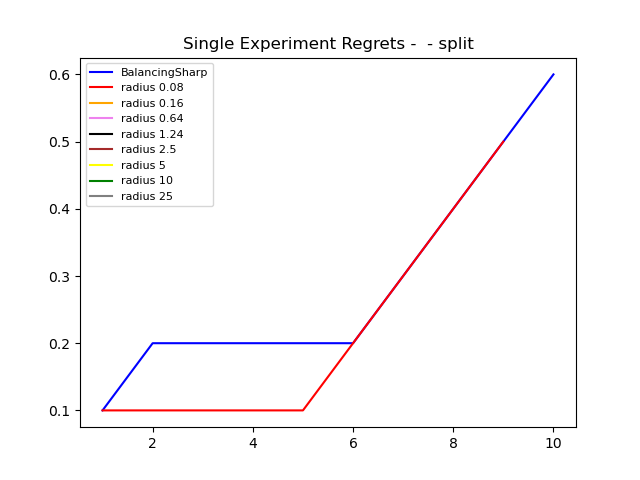 Single Experiment Regrets -  - split
BalancingSharp
radius 0.08
radius 0.16
radius 0.64
radius 1.24
radius 2.5
radius 5
radius 10
radius 25
0.6
0.5
0.4
0.3
0.2
0.1
2 4 6 8 10